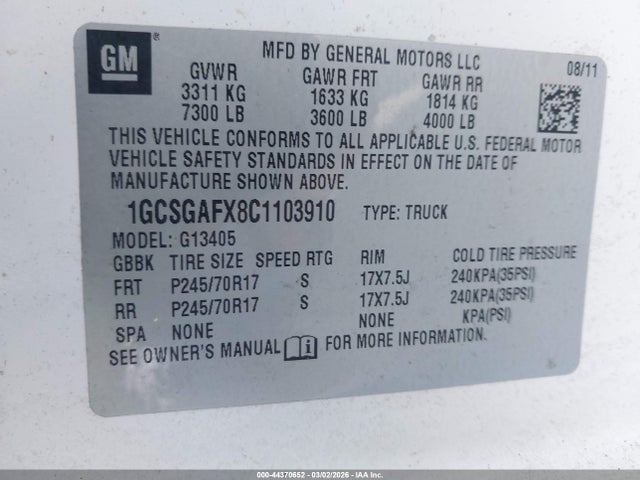 GM
MFD BY GENERAL MOTORS LLC
08/11
GVWR GAWR FRT GAWR RR
3311 KG 1633 KG 1814 KG
7300 LB 3600 LB 4000 LB
THIS VEHICLE CONFORMS TO ALL APPLICABLE U.S. FEDERAL MOTOR
VEHICLE SAFETY STANDARDS IN EFFECT ON THE DATE OF
MANUFACTURE SHOWN ABOVE.
1GCSGAFX8C1103910 TYPE: TRUCK
MODEL: G13405
GBBK TIRE SIZE SPEED RTG RIM COLD TIRE PRESSURE
FRT P245/70R17 S 17X7.5J 240KPA(35PSI)
RR P245/70R17 S 17X7.5J 240KPA(35PSI)
SPA NONE NONE KPA(PSI)
SEE OWNER'S MANUAL FOR MORE INFORMATION.
000-44370652 - 03/02/2026 - IAAI.COM